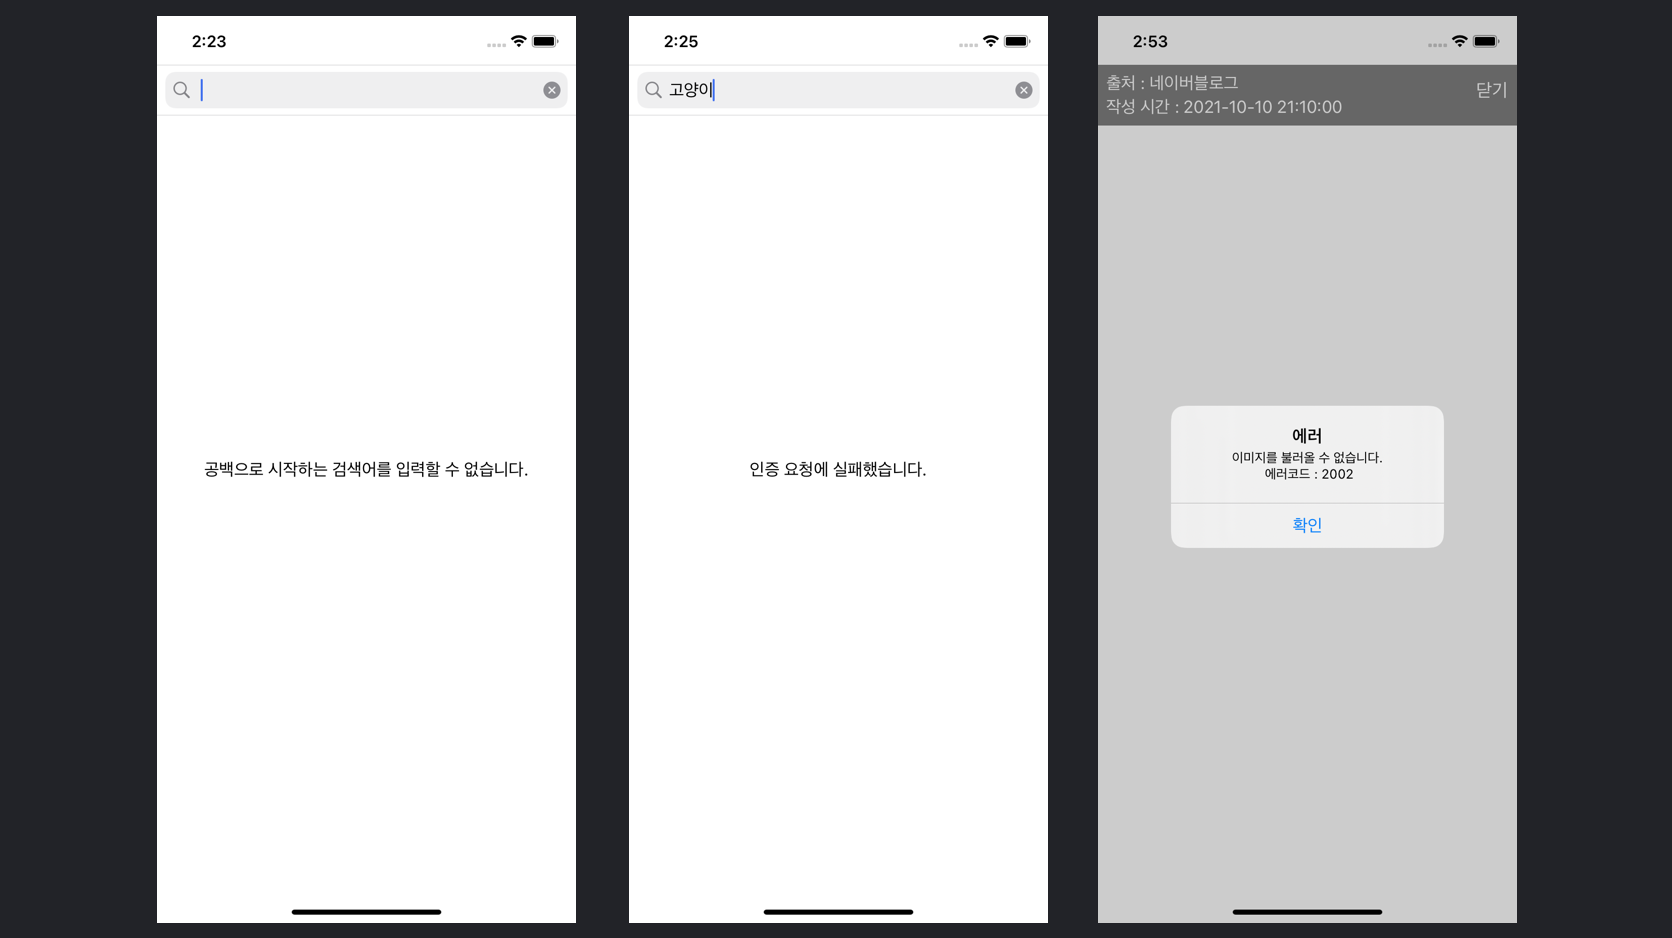 2:23
공백으로 시작하는 검색어를 입력할 수 없습니다.
2:25
고양이
인증 요청에 실패했습니다.
2:53
출처 : 네이버블로그
작성 시간 : 2021-10-10 21:10:00
닫기
에러
이미지를 불러올 수 없습니다.
에러코드 : 2002
확인